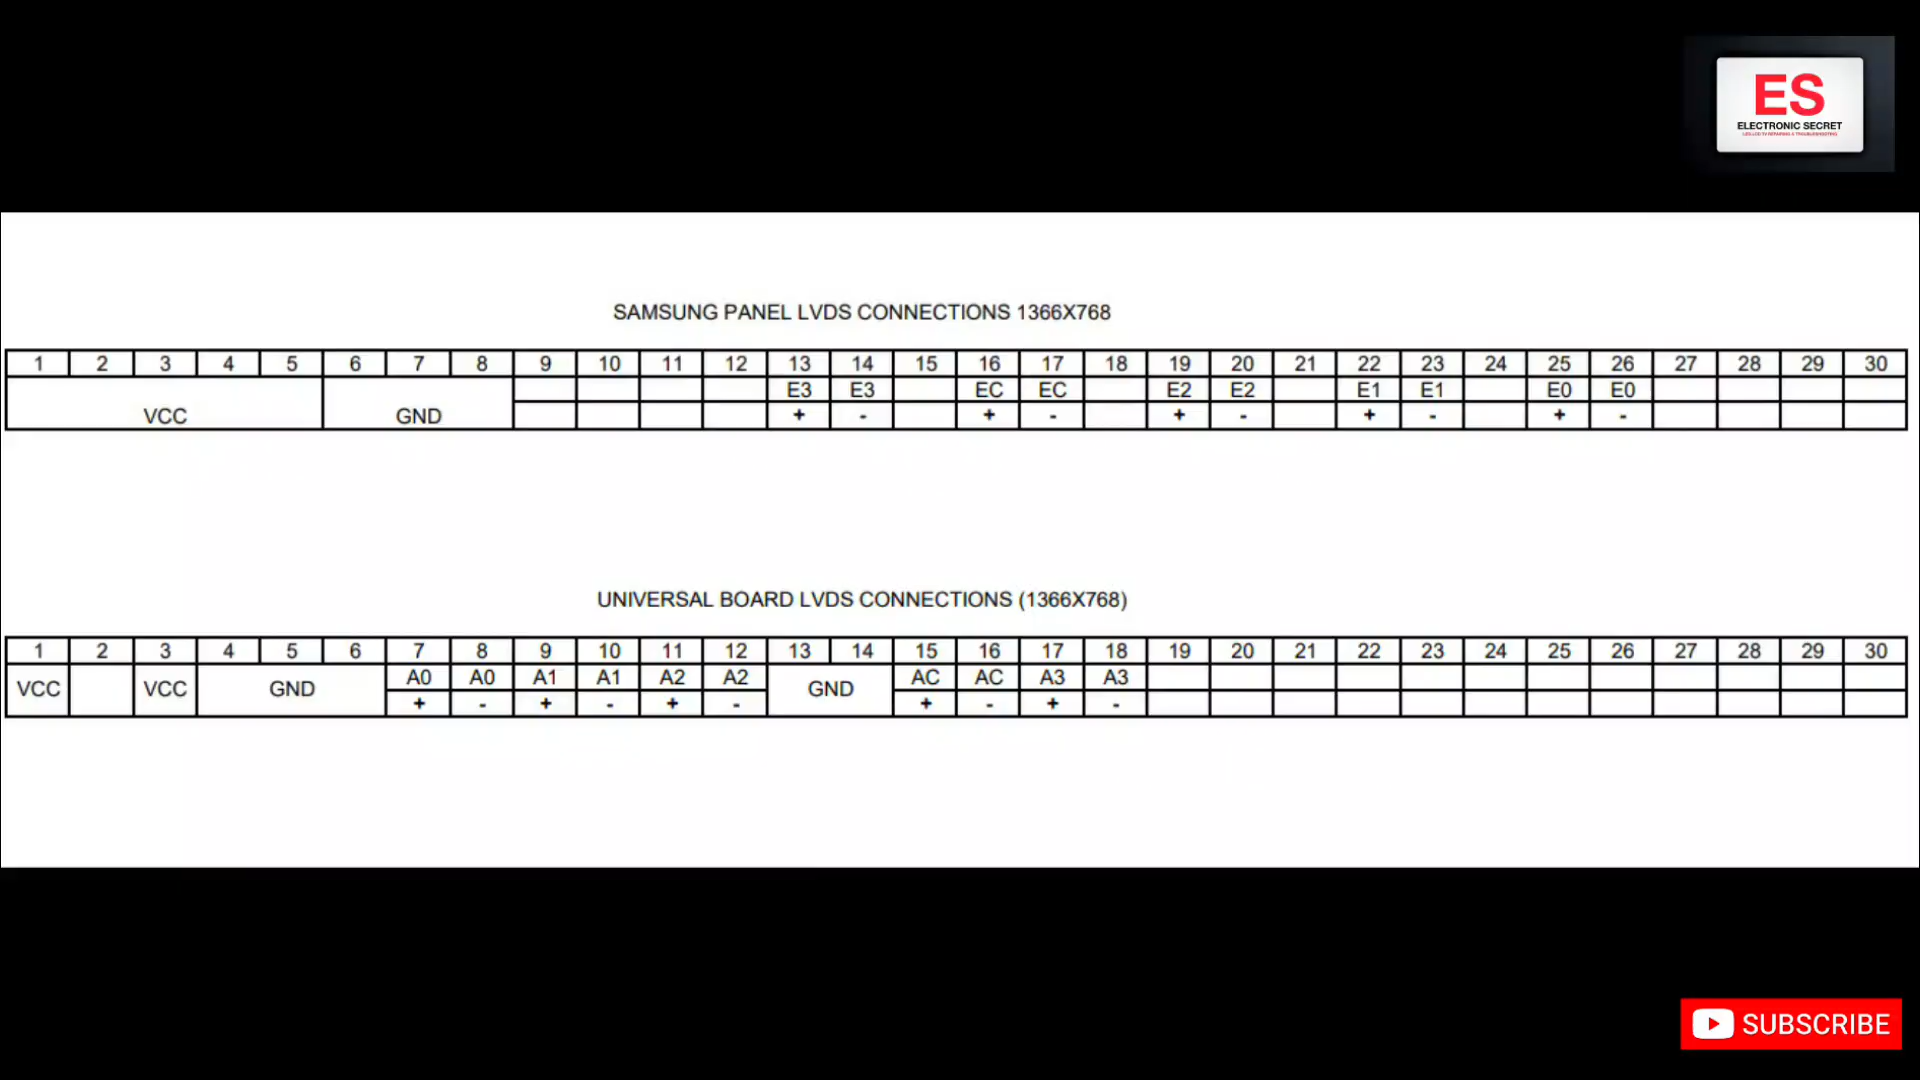 ES
ELECTRONIC SECRET
LED,LCD TV REPAIRING & TROUBLESHOOTING
SAMSUNG PANEL LVDS CONNECTIONS 1366X768
1 2 3 4 5 6 7 8 9 10 11 12 13 14 15 16 17 18 19 20 21 22 23 24 25 26 27 28 29 30
E3 E3 EC EC E2 E2 E1 E1 E0 E0
VCC GND + - + - + - + - + -
UNIVERSAL BOARD LVDS CONNECTIONS (1366X768)
1 2 3 4 5 6 7 8 9 10 11 12 13 14 15 16 17 18 19 20 21 22 23 24 25 26 27 28 29 30
VCC VCC GND A0 A0 A1 A1 A2 A2 GND AC AC A3 A3
+ - + - + - + - + -
SUBSCRIBE